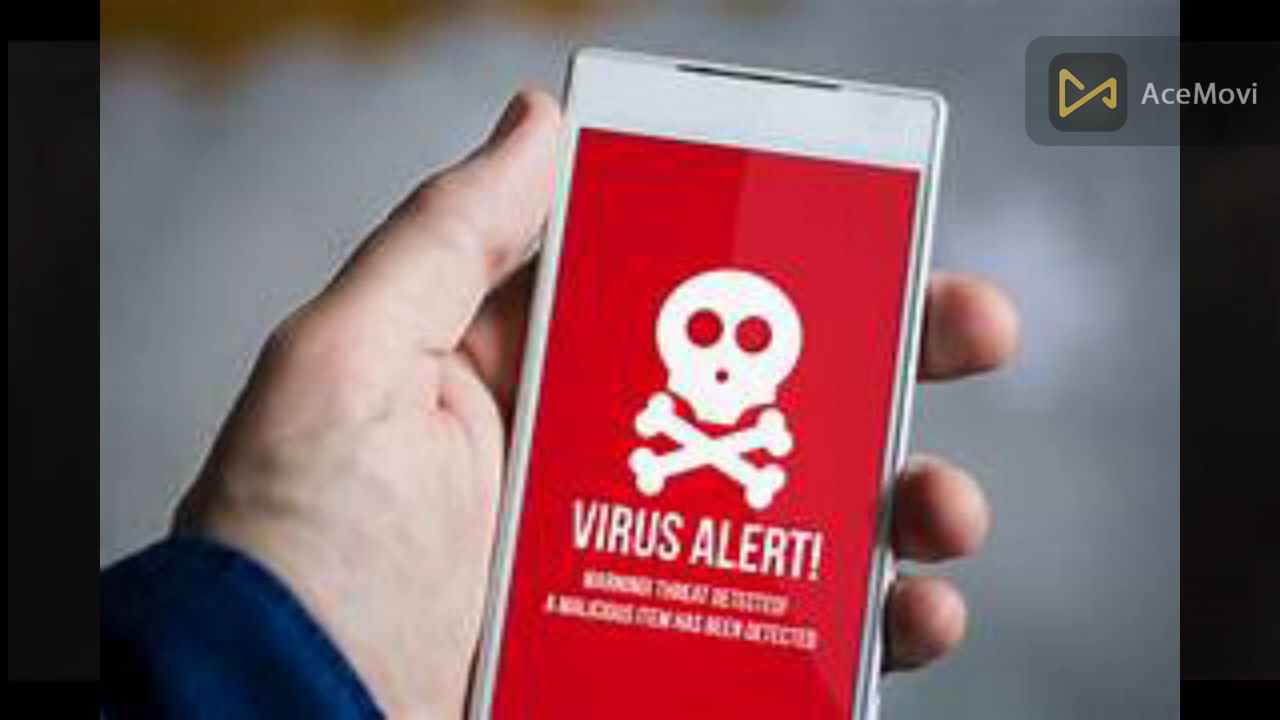 AceMovi
VIRUS ALERT!
WARNING! THREAT DETECTED!
A MALICIOUS ITEM HAS BEEN DETECTED